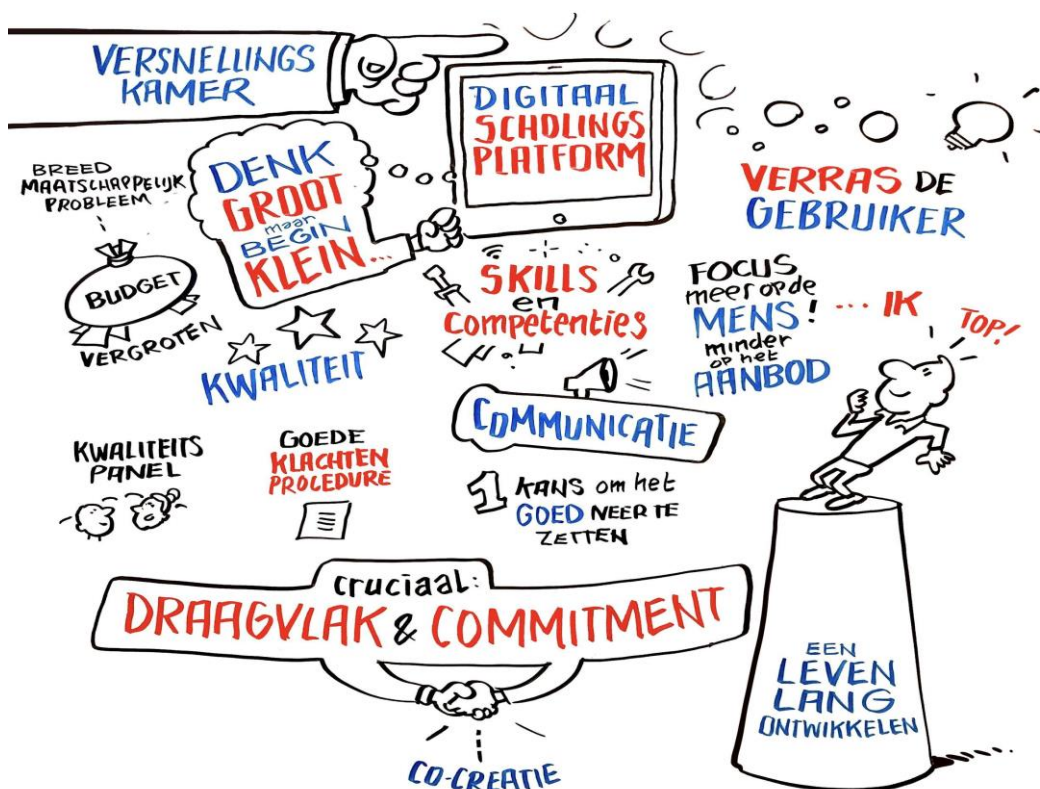 VERSNELLINGS
KAMER
DIGITAAL
SCHOLINGS
PLATFORM
BREED
MAATSCHAPPELIJK
PROBLEEM
BUDGET
VERGROTEN
DENK
GROOT
maar
BEGIN
KLEIN...
VERRAS DE
GEBRUIKER
SKILLS
en
Competenties
FOCUS
meer op de
MENS!
minder
op het
AANBOD
... IK
TOP!
KWALITEIT
COMMUNICATIE
KWALITEITS
PANEL
GOEDE
KLACHTEN
PROCEDURE
1 KANS om het
GOED NEER TE
ZETTEN
cruciaal:
DRAAGVLAK & COMMITMENT
CO-CREATIE
EEN
LEVEN
LANG
ONTWIKKELEN